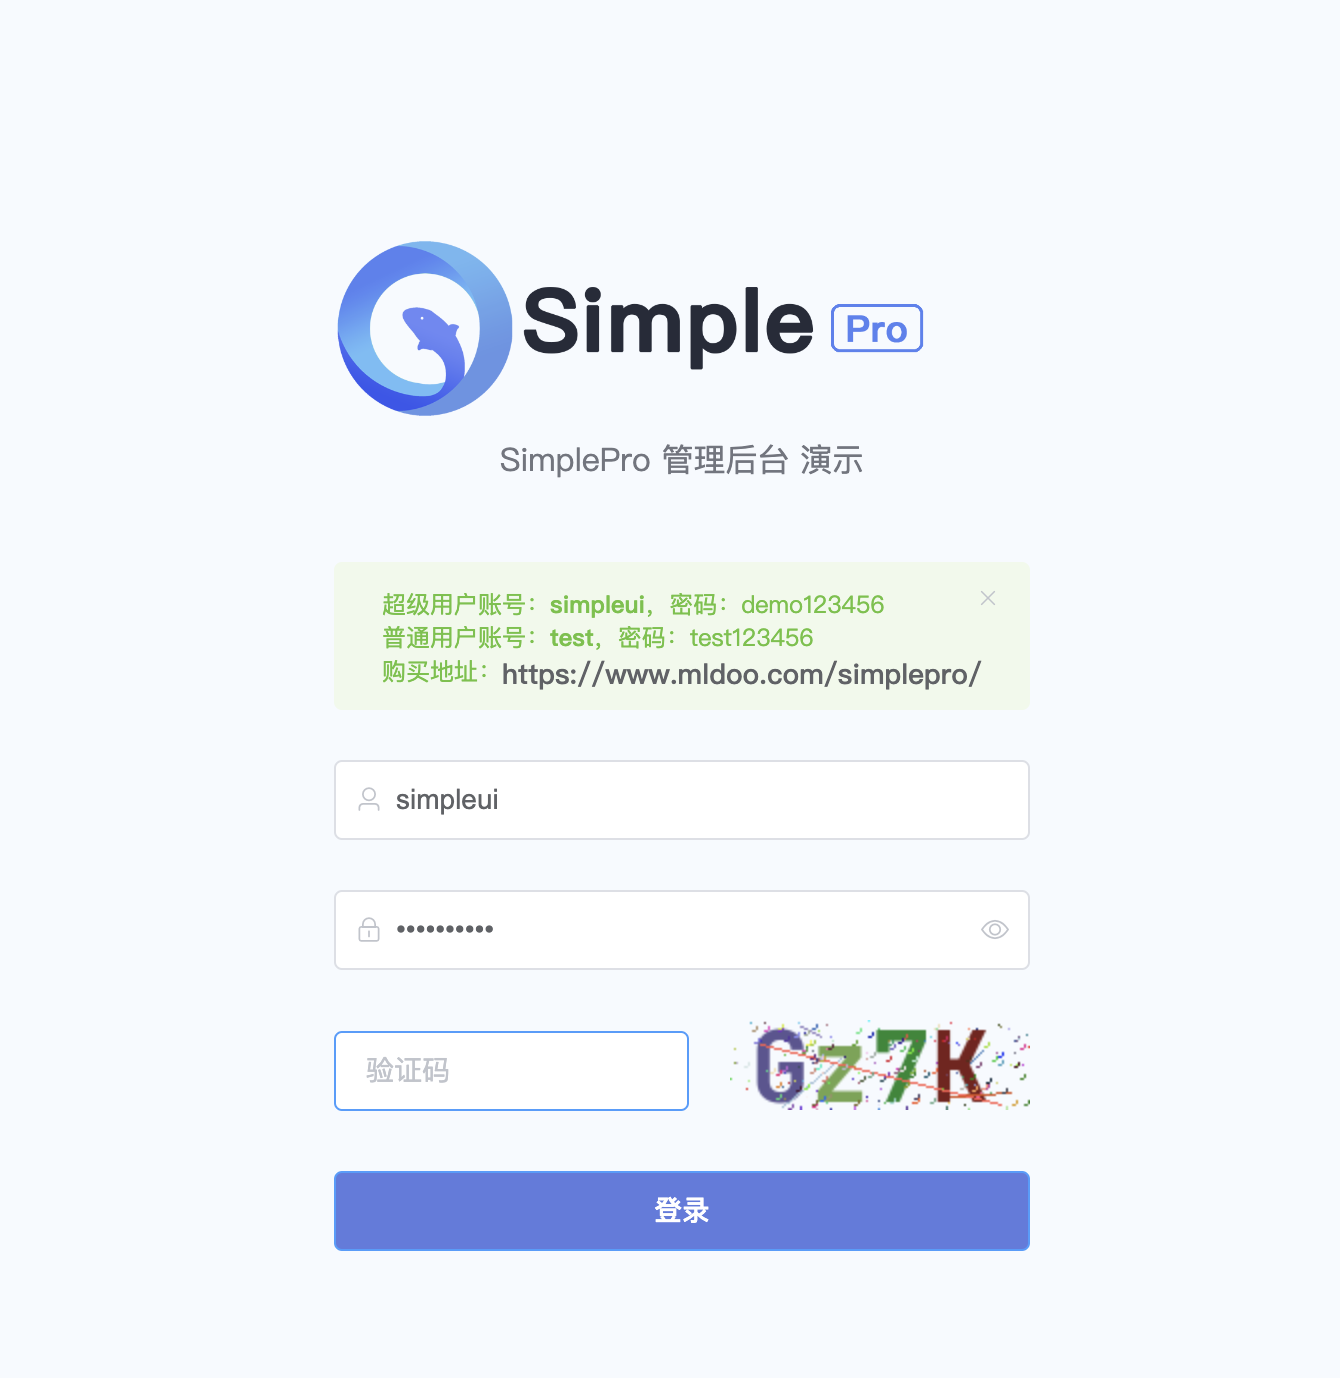 Simple Pro
SimplePro 管理后台 演示
超级用户账号：simpleui，密码：demo123456
普通用户账号：test，密码：test123456
购买地址：https://www.mldoo.com/simplepro/
simpleui
••••••••••
验证码
Gz7K
登录